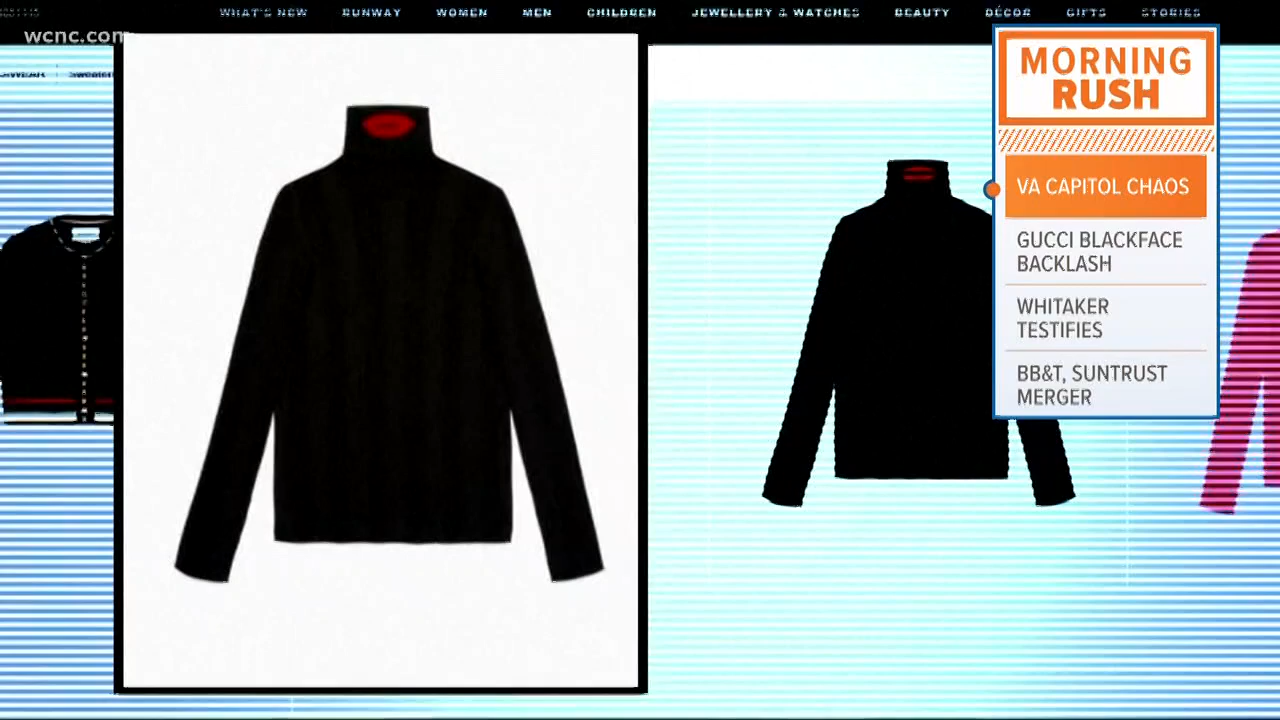 WHAT'S NEW RUNWAY WOMEN MEN CHILDREN JEWELLERY & WATCHES BEAUTY DÉCOR GIFTS STORIES
wcnc.com
MORNING
RUSH
VA CAPITOL CHAOS
GUCCI BLACKFACE
BACKLASH
WHITAKER
TESTIFIES
BB&T, SUNTRUST
MERGER